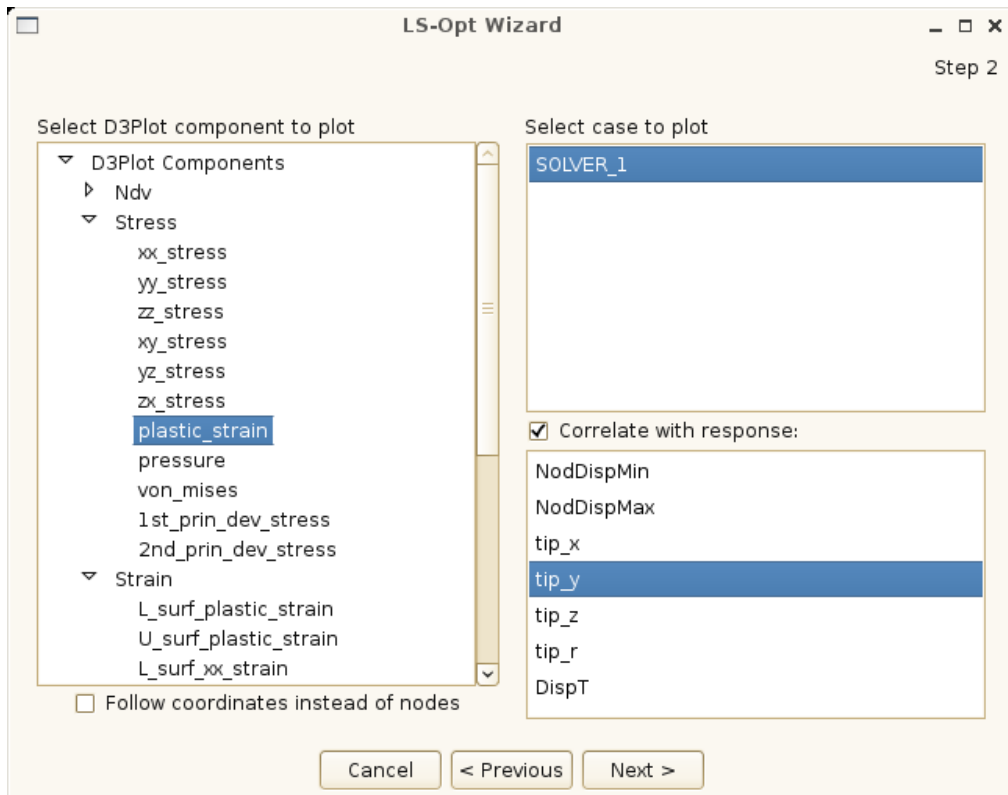 LS-Opt Wizard
Step 2
Select D3Plot component to plot
D3Plot Components
Ndv
Stress
xx_stress
yy_stress
zz_stress
xy_stress
yz_stress
zx_stress
plastic_strain
pressure
von_mises
1st_prin_dev_stress
2nd_prin_dev_stress
Strain
L_surf_plastic_strain
U_surf_plastic_strain
L_surf_xx_strain
Follow coordinates instead of nodes
Select case to plot
SOLVER_1
Correlate with response:
NodDispMin
NodDispMax
tip_x
tip_y
tip_z
tip_r
DispT
Cancel
< Previous
Next >